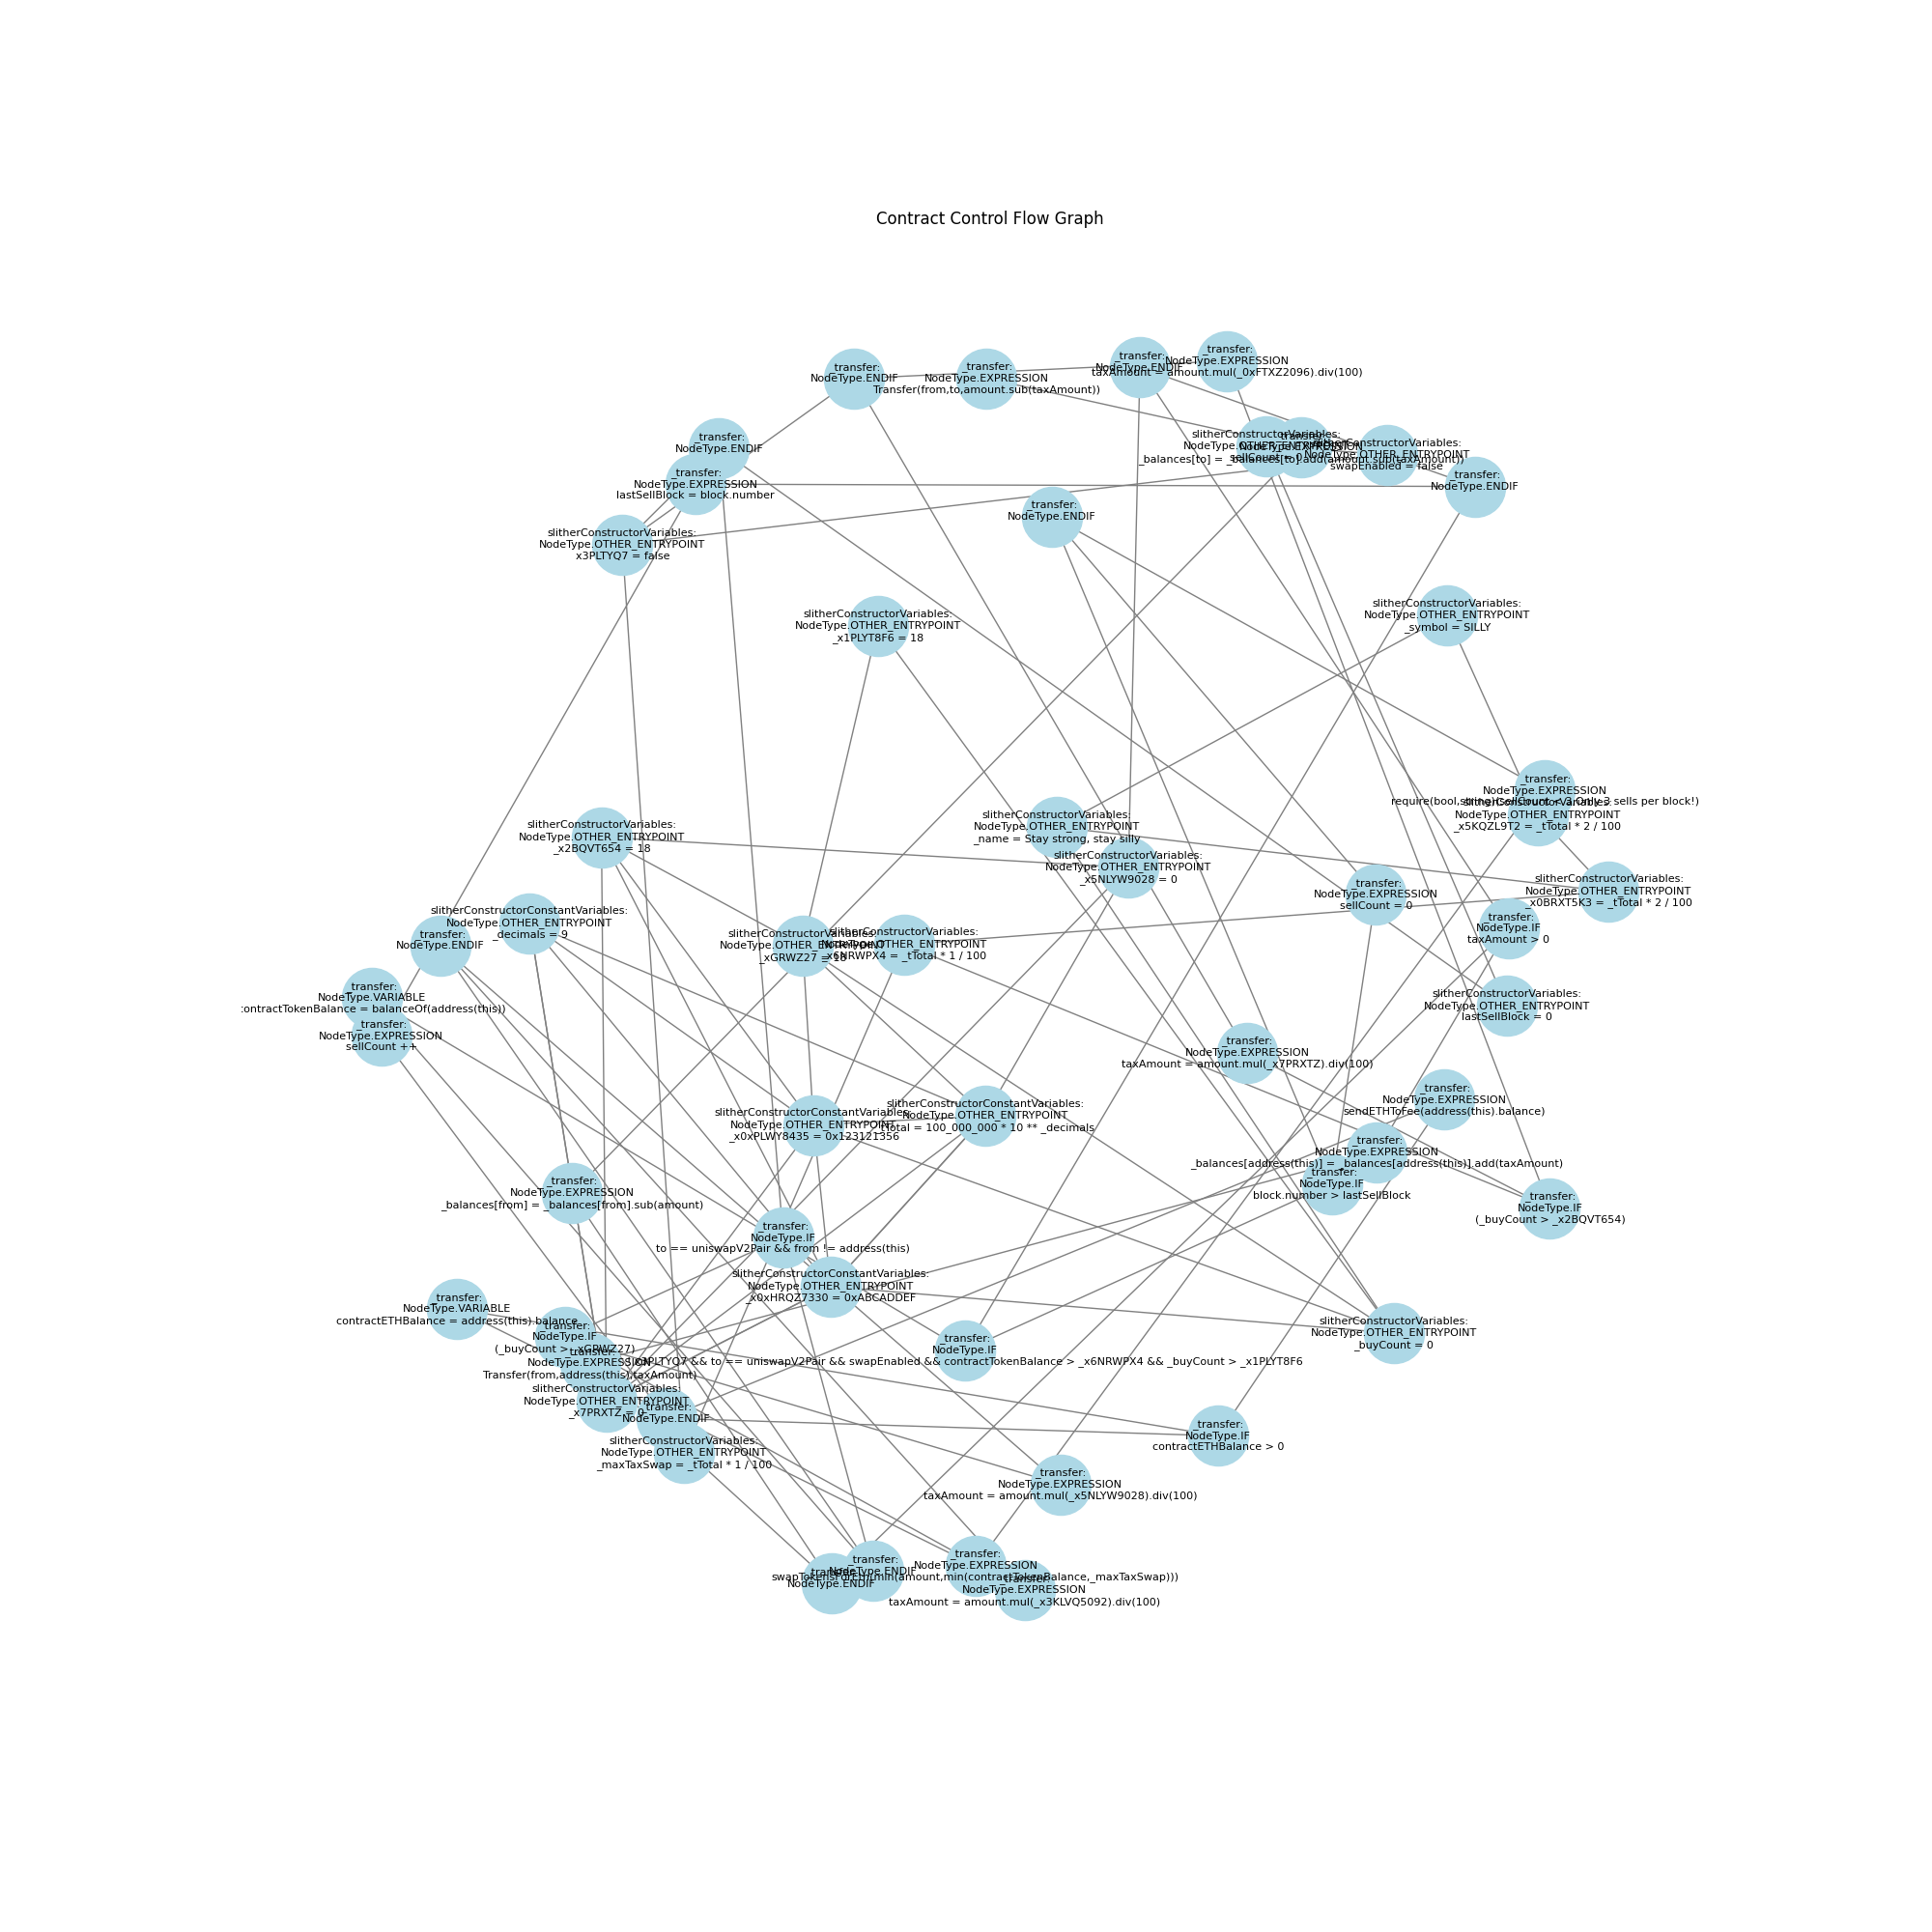 Contract Control Flow Graph
_transfer:
NodeType.EXPRESSION
taxAmount = amount.mul(_0xFTXZ2096).div(100)
_transfer:
NodeType.ENDIF
_transfer:
NodeType.ENDIF
_transfer:
NodeType.EXPRESSION
Transfer(from,to,amount.sub(taxAmount))
_transfer:
NodeType.ENDIF
slitherConstructorVariables:
NodeType.OTHER_ENTRYPOINT
sellCount = 0
_transfer:
NodeType.EXPRESSION
_balances[to] = _balances[to].add(amount.sub(taxAmount))
slitherConstructorVariables:
NodeType.OTHER_ENTRYPOINT
swapEnabled = false
_transfer:
NodeType.EXPRESSION
lastSellBlock = block.number
_transfer:
NodeType.ENDIF
_transfer:
NodeType.ENDIF
slitherConstructorVariables:
NodeType.OTHER_ENTRYPOINT
x3PLTYQ7 = false
slitherConstructorVariables:
NodeType.OTHER_ENTRYPOINT
_symbol = SILLY
slitherConstructorVariables:
NodeType.OTHER_ENTRYPOINT
_x1PLYT8F6 = 18
_transfer:
NodeType.EXPRESSION
require(bool,string)(sellCount < 3,Only 3 sells per block!)
slitherConstructorVariables:
NodeType.OTHER_ENTRYPOINT
_x5KQZL9T2 = _tTotal * 2 / 100
slitherConstructorVariables:
NodeType.OTHER_ENTRYPOINT
_name = Stay strong, stay silly
slitherConstructorVariables:
NodeType.OTHER_ENTRYPOINT
_x2BQVT654 = 18
slitherConstructorVariables:
NodeType.OTHER_ENTRYPOINT
_x5NLYW9028 = 0
slitherConstructorVariables:
NodeType.OTHER_ENTRYPOINT
_x0BRXT5K3 = _tTotal * 2 / 100
_transfer:
NodeType.EXPRESSION
sellCount = 0
slitherConstructorConstantVariables:
NodeType.OTHER_ENTRYPOINT
_decimals = 9
_transfer:
NodeType.IF
taxAmount > 0
_transfer:
NodeType.ENDIF
slitherConstructorVariables:
NodeType.OTHER_ENTRYPOINT
_xGRWZ27 = 18
slitherConstructorVariables:
NodeType.OTHER_ENTRYPOINT
_x6NRWPX4 = _tTotal * 1 / 100
_transfer:
NodeType.VARIABLE
contractTokenBalance = balanceOf(address(this))
slitherConstructorVariables:
NodeType.OTHER_ENTRYPOINT
lastSellBlock = 0
_transfer:
NodeType.EXPRESSION
sellCount ++
_transfer:
NodeType.EXPRESSION
taxAmount = amount.mul(_x7PRXTZ).div(100)
_transfer:
NodeType.EXPRESSION
sendETHToFee(address(this).balance)
slitherConstructorConstantVariables:
NodeType.OTHER_ENTRYPOINT
_tTotal = 100_000_000 * 10 ** _decimals
slitherConstructorConstantVariables:
NodeType.OTHER_ENTRYPOINT
_x0xPLWY8435 = 0x123121356
_transfer:
NodeType.EXPRESSION
_balances[address(this)] = _balances[address(this)].add(taxAmount)
_transfer:
NodeType.IF
block.number > lastSellBlock
_transfer:
NodeType.EXPRESSION
_balances[from] = _balances[from].sub(amount)
_transfer:
NodeType.IF
(_buyCount > _x2BQVT654)
_transfer:
NodeType.IF
to == uniswapV2Pair && from != address(this)
slitherConstructorConstantVariables:
NodeType.OTHER_ENTRYPOINT
_x0xHRQZ7330 = 0xABCADDEF
_transfer:
NodeType.VARIABLE
contractETHBalance = address(this).balance
_transfer:
NodeType.IF
(_buyCount > _xGRWZ27)
slitherConstructorVariables:
NodeType.OTHER_ENTRYPOINT
_buyCount = 0
_transfer:
NodeType.IF
&& to == uniswapV2Pair && swapEnabled && contractTokenBalance > _x6NRWPX4 && _buyCount > _x1PLYT8F6
_transfer:
NodeType.EXPRESSION
Transfer(from,address(this),taxAmount)
slitherConstructorVariables:
NodeType.OTHER_ENTRYPOINT
_x7PRXTZ = 0
_transfer:
NodeType.ENDIF
_transfer:
NodeType.IF
contractETHBalance > 0
slitherConstructorVariables:
NodeType.OTHER_ENTRYPOINT
_maxTaxSwap = _tTotal * 1 / 100
_transfer:
NodeType.EXPRESSION
taxAmount = amount.mul(_x5NLYW9028).div(100)
_transfer:
NodeType.EXPRESSION
swapTokensForEth(min(amount,min(contractTokenBalance,_maxTaxSwap)))
_transfer:
NodeType.ENDIF
_transfer:
NodeType.ENDIF
_transfer:
NodeType.EXPRESSION
taxAmount = amount.mul(_x3KLVQ5092).div(100)